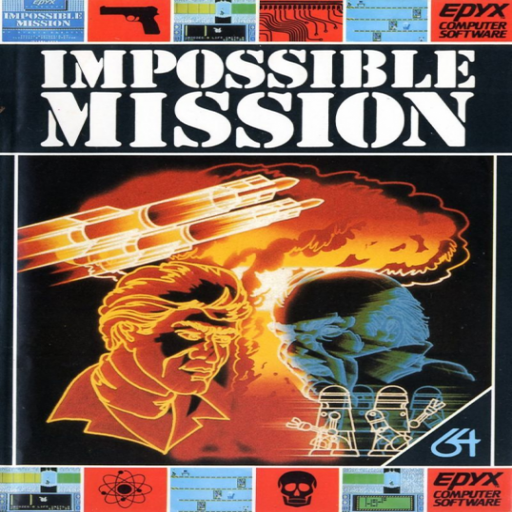 EPYX
IMPOSSIBLE
MISSION
EPYX
COMPUTER
SOFTWARE
IMPOSSIBLE
MISSION
64
EPYX
COMPUTER
SOFTWARE